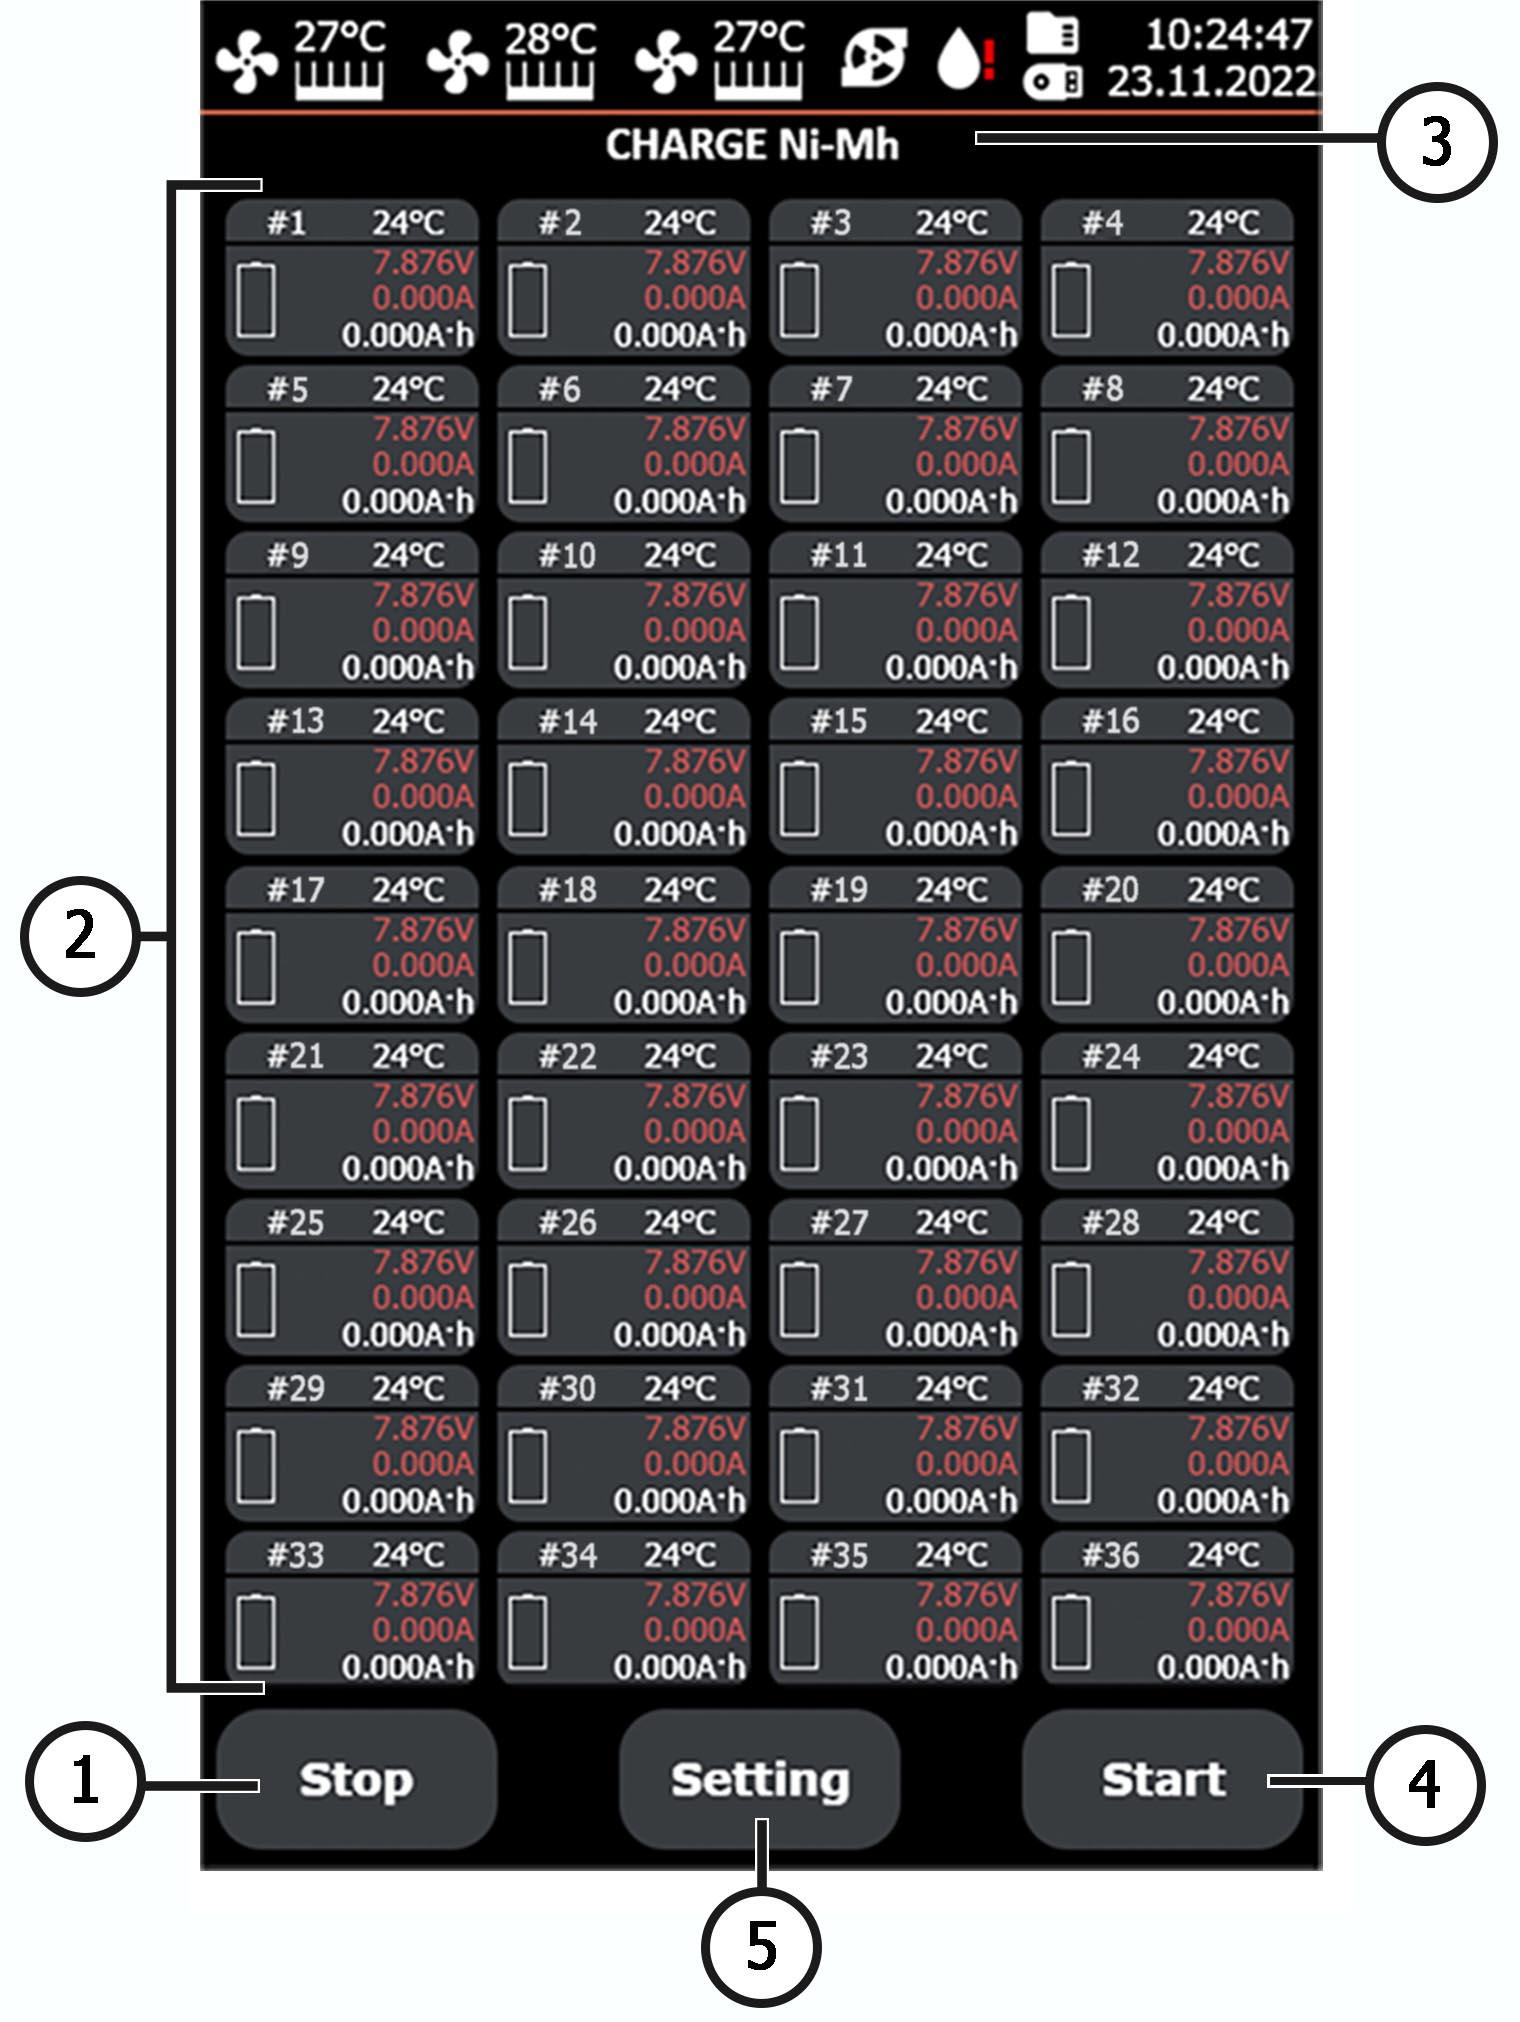 27°C 28°C 27°C 10:24:47
23.11.2022
CHARGE Ni-Mh
3
#1 24°C #2 24°C #3 24°C #4 24°C
7.876V 7.876V 7.876V 7.876V
0.000A 0.000A 0.000A 0.000A
0.000A·h 0.000A·h 0.000A·h 0.000A·h
#5 24°C #6 24°C #7 24°C #8 24°C
7.876V 7.876V 7.876V 7.876V
0.000A 0.000A 0.000A 0.000A
0.000A·h 0.000A·h 0.000A·h 0.000A·h
#9 24°C #10 24°C #11 24°C #12 24°C
7.876V 7.876V 7.876V 7.876V
0.000A 0.000A 0.000A 0.000A
0.000A·h 0.000A·h 0.000A·h 0.000A·h
#13 24°C #14 24°C #15 24°C #16 24°C
7.876V 7.876V 7.876V 7.876V
0.000A 0.000A 0.000A 0.000A
0.000A·h 0.000A·h 0.000A·h 0.000A·h
#17 24°C #18 24°C #19 24°C #20 24°C
2
7.876V 7.876V 7.876V 7.876V
0.000A 0.000A 0.000A 0.000A
0.000A·h 0.000A·h 0.000A·h 0.000A·h
#21 24°C #22 24°C #23 24°C #24 24°C
7.876V 7.876V 7.876V 7.876V
0.000A 0.000A 0.000A 0.000A
0.000A·h 0.000A·h 0.000A·h 0.000A·h
#25 24°C #26 24°C #27 24°C #28 24°C
7.876V 7.876V 7.876V 7.876V
0.000A 0.000A 0.000A 0.000A
0.000A·h 0.000A·h 0.000A·h 0.000A·h
#29 24°C #30 24°C #31 24°C #32 24°C
7.876V 7.876V 7.876V 7.876V
0.000A 0.000A 0.000A 0.000A
0.000A·h 0.000A·h 0.000A·h 0.000A·h
#33 24°C #34 24°C #35 24°C #36 24°C
7.876V 7.876V 7.876V 7.876V
0.000A 0.000A 0.000A 0.000A
0.000A·h 0.000A·h 0.000A·h 0.000A·h
1 Stop Setting Start 4
5